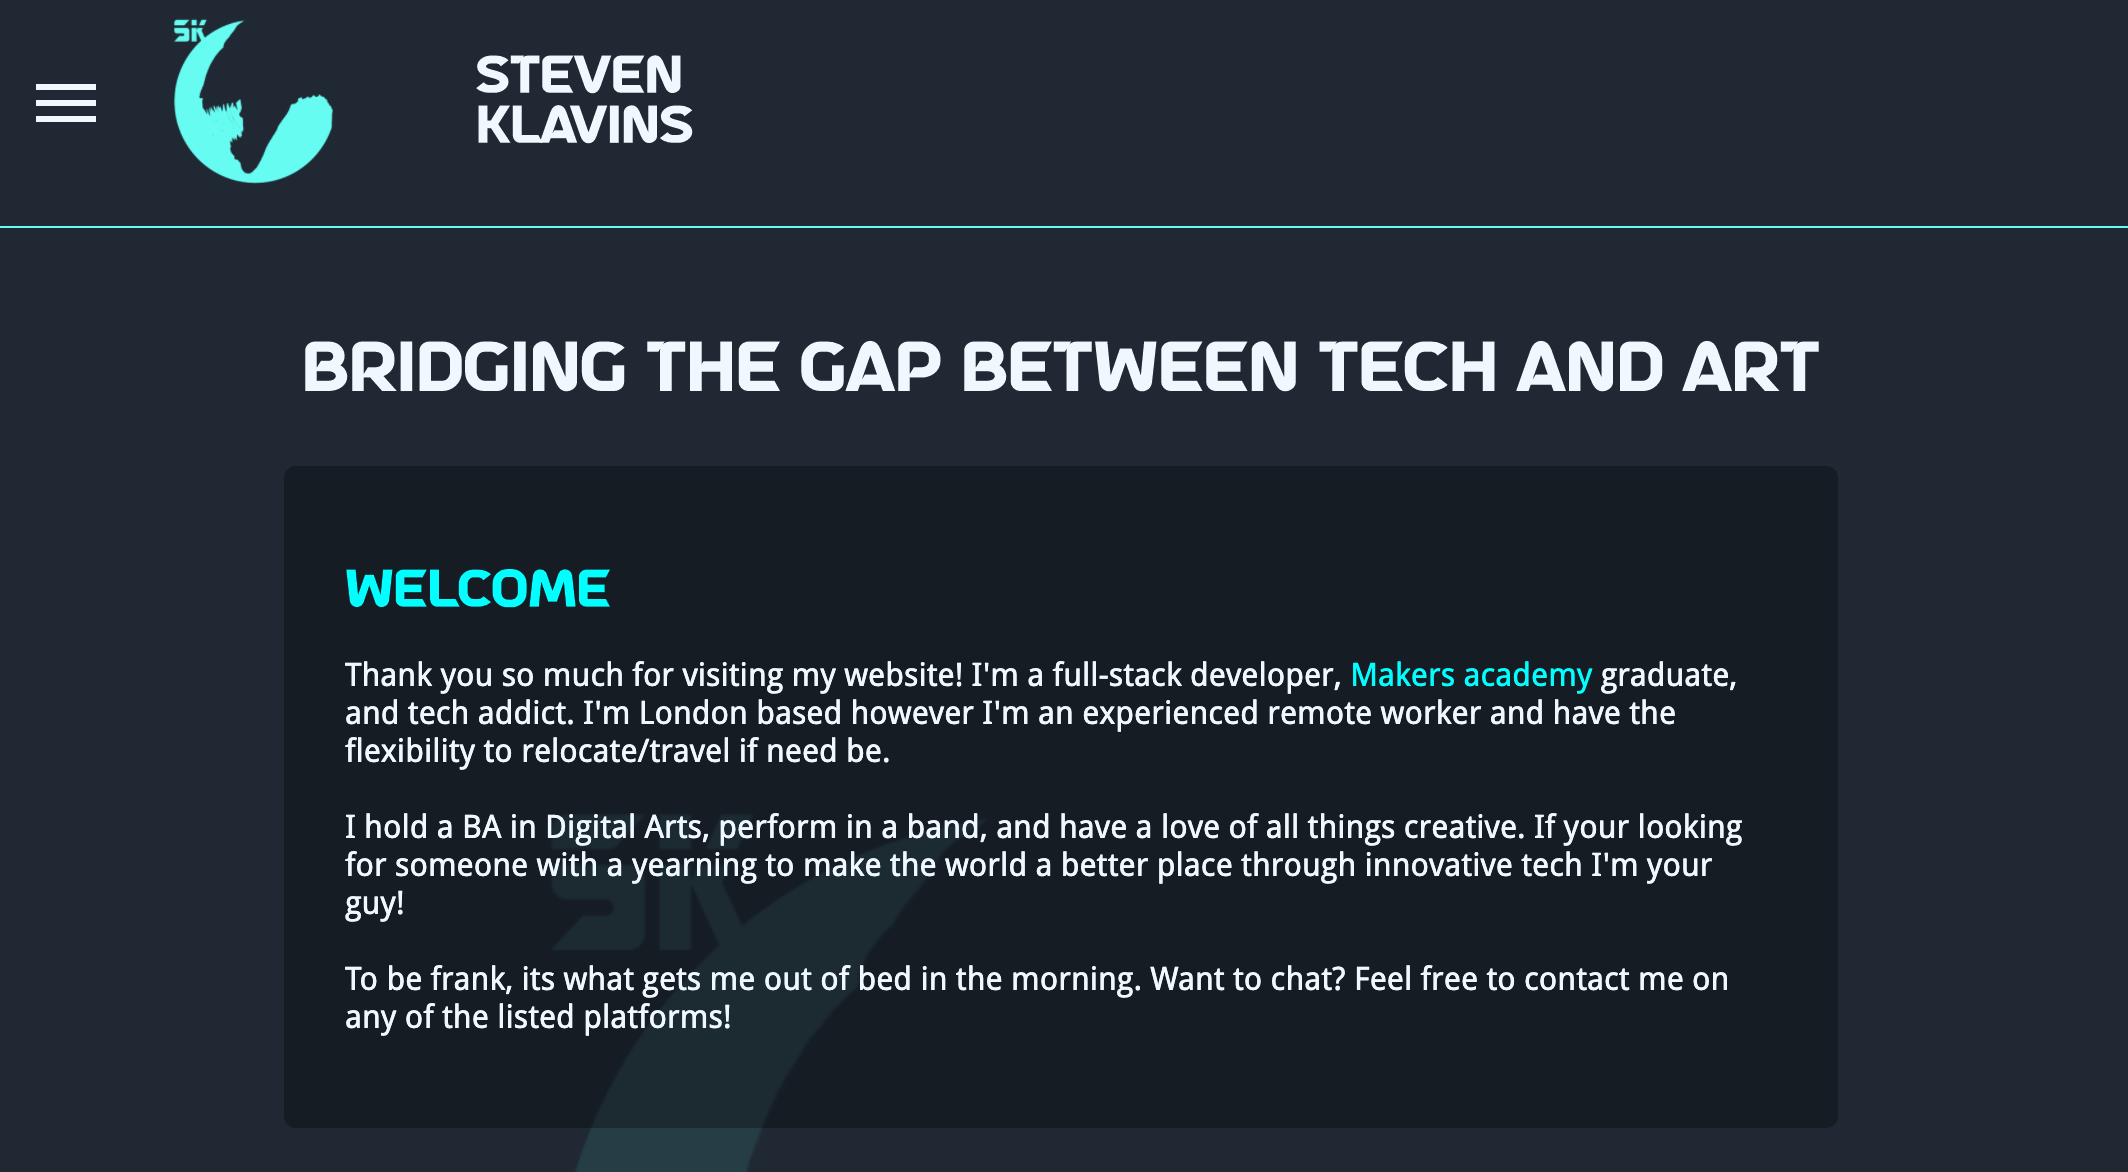 SK
STEVEN
KLAVINS
BRIDGING THE GAP BETWEEN TECH AND ART
WELCOME
Thank you so much for visiting my website! I'm a full-stack developer, Makers academy graduate,
and tech addict. I'm London based however I'm an experienced remote worker and have the
flexibility to relocate/travel if need be.
I hold a BA in Digital Arts, perform in a band, and have a love of all things creative. If your looking
for someone with a yearning to make the world a better place through innovative tech I'm your
guy!
SK
To be frank, its what gets me out of bed in the morning. Want to chat? Feel free to contact me on
any of the listed platforms!